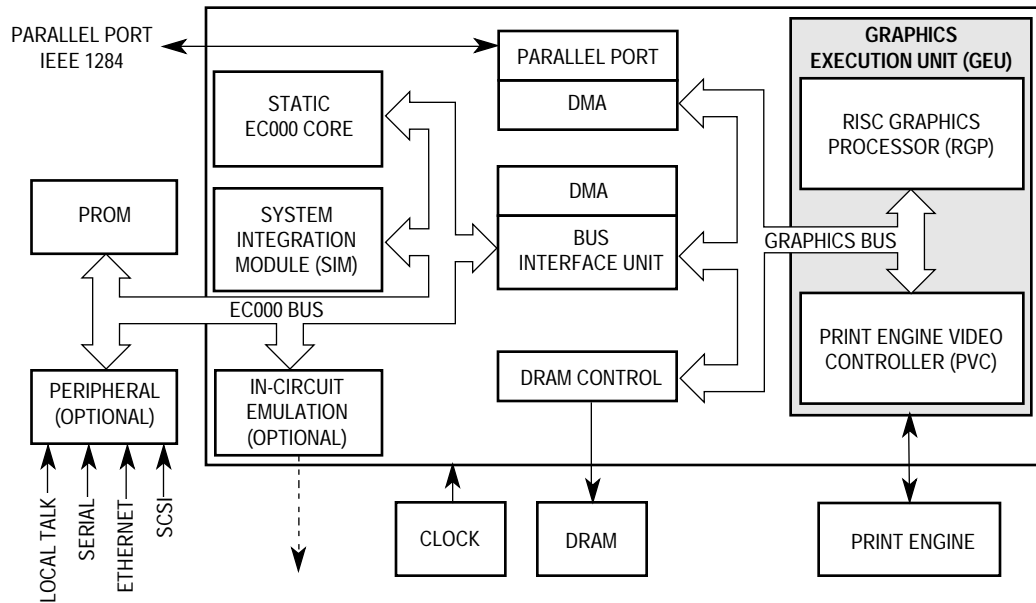 PARALLEL PORT
IEEE 1284
PARALLEL PORT
DMA
GRAPHICS
EXECUTION UNIT (GEU)
STATIC
EC000 CORE
RISC GRAPHICS
PROCESSOR (RGP)
PROM
SYSTEM
INTEGRATION
MODULE (SIM)
DMA
BUS
INTERFACE UNIT
GRAPHICS BUS
EC000 BUS
PRINT ENGINE VIDEO
CONTROLLER (PVC)
PERIPHERAL
(OPTIONAL)
IN-CIRCUIT
EMULATION
(OPTIONAL)
DRAM CONTROL
LOCAL TALK
SERIAL
ETHERNET
SCSI
CLOCK
DRAM
PRINT ENGINE